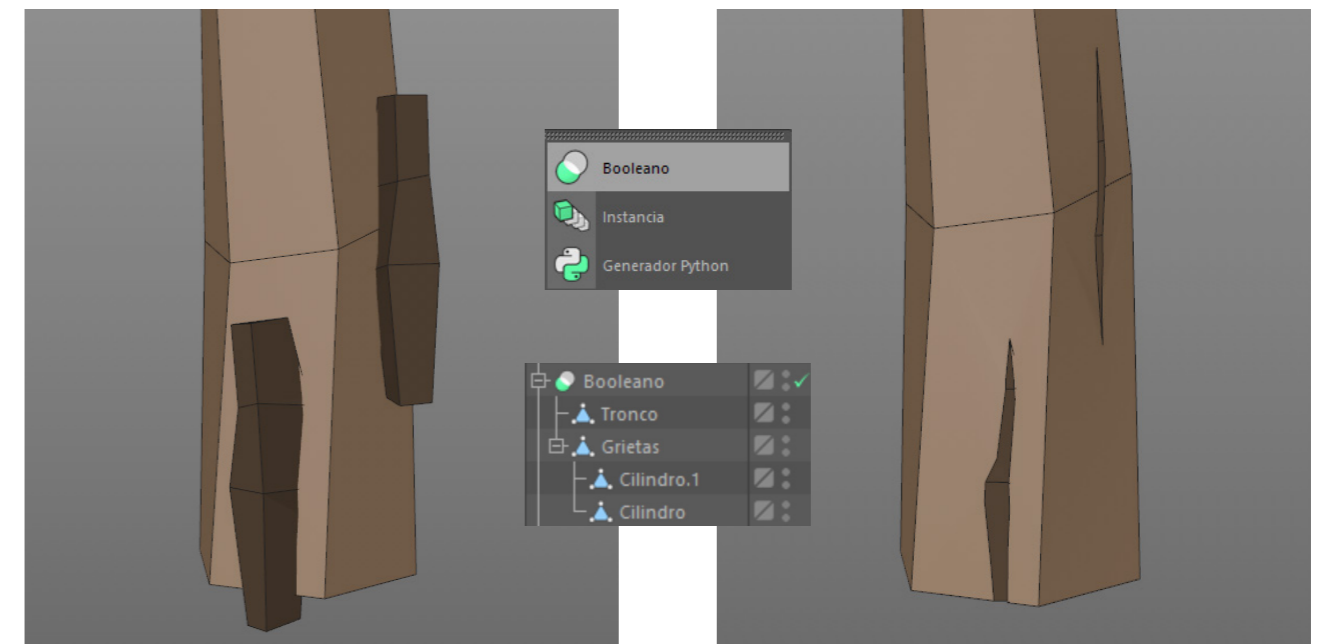 Booleano
Instancia
Generador Python
Booleano
Tronco
Grietas
Cilindro.1
Cilindro